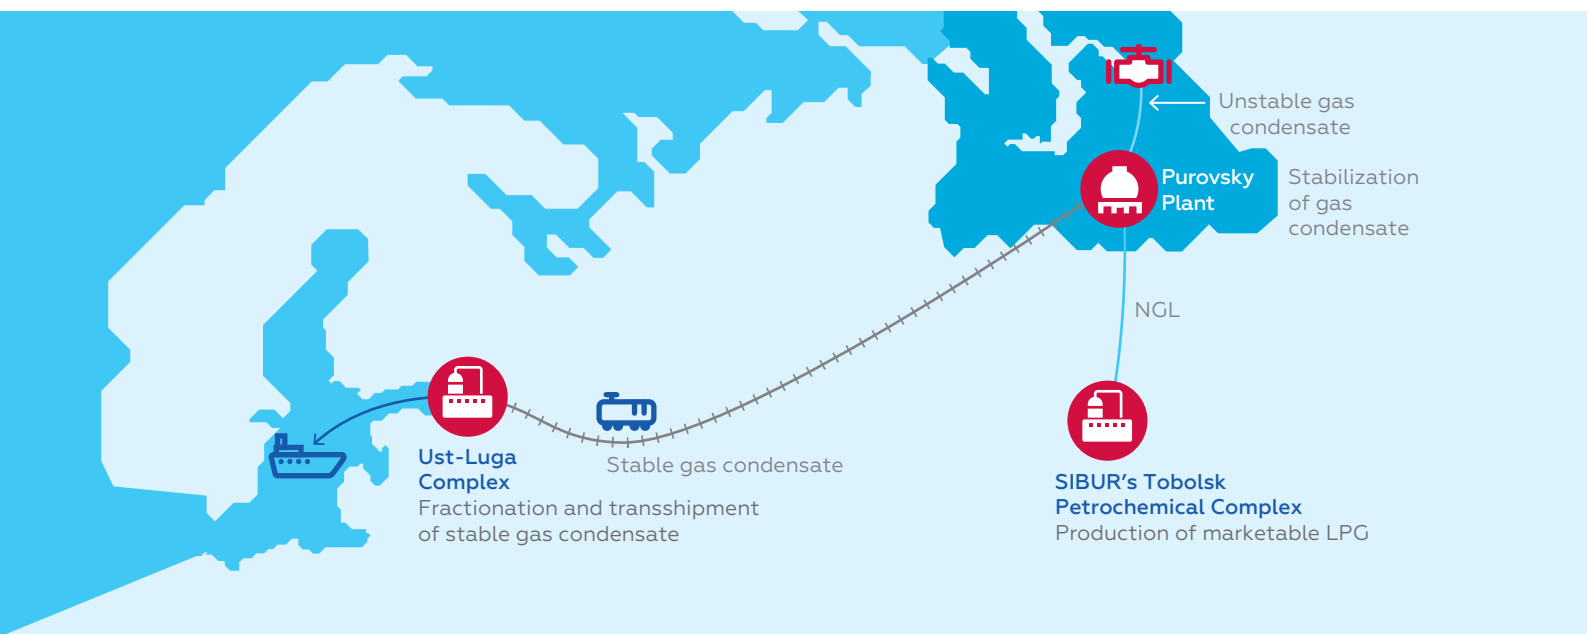 Unstable gas
condensate
Purovsky
Plant
Stabilization
of gas
condensate
NGL
Ust-Luga
Complex
Fractionation and transshipment
of stable gas condensate
Stable gas condensate
SIBUR's Tobolsk
Petrochemical Complex
Production of marketable LPG